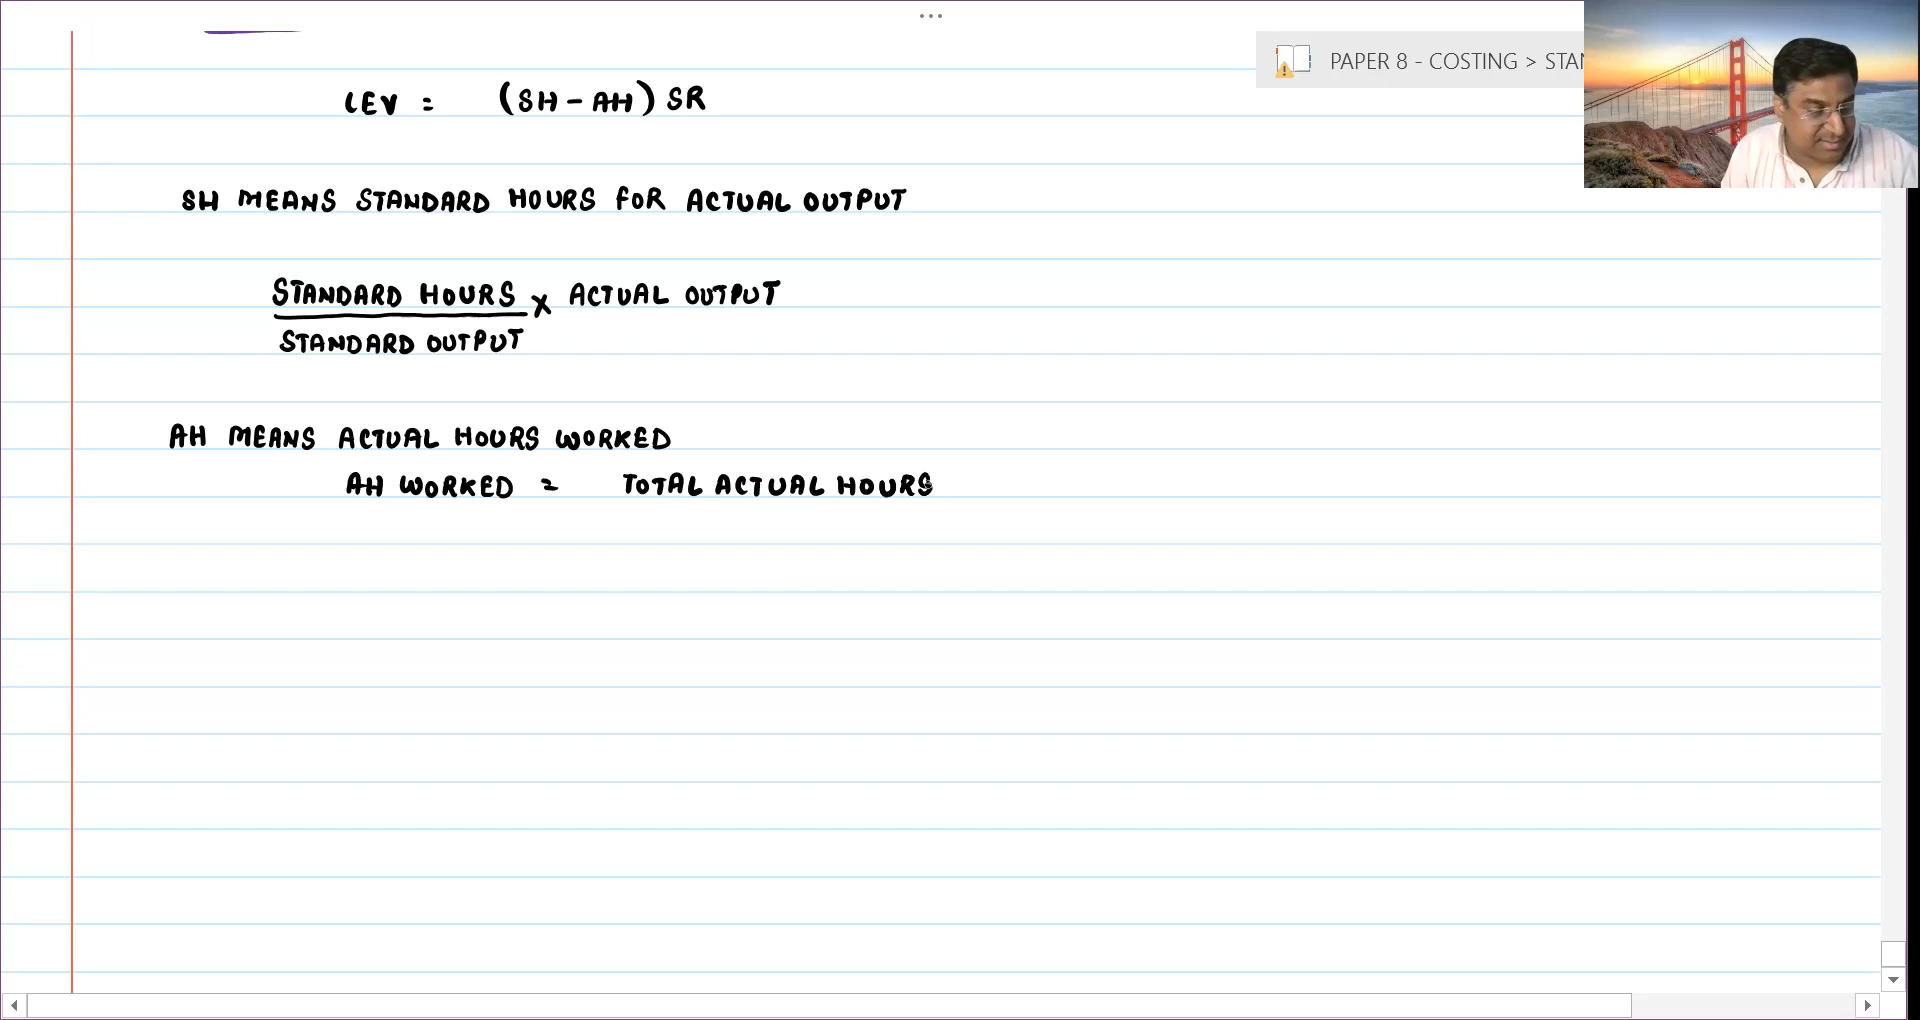 PAPER 8 - COSTING > STAN
LEV = (SH - AH) SR
SH MEANS STANDARD HOURS FOR ACTUAL OUTPUT
STANDARD HOURS X ACTUAL OUTPUT
STANDARD OUTPUT
AH MEANS ACTUAL HOURS WORKED
AH WORKED = TOTAL ACTUAL HOURS